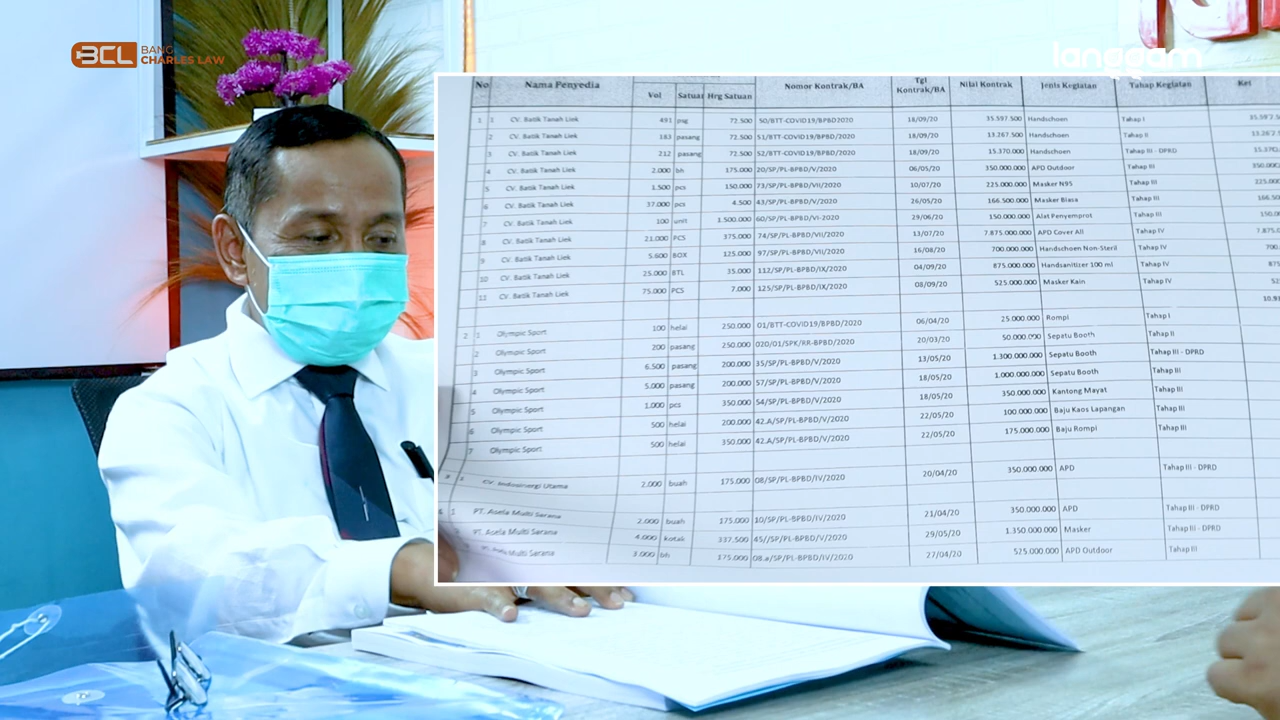 BCL BANG CHARLES LAW
langgam
No Nama Penyedia Vol Satuan Hrg Satuan Nomor Kontrak/BA Tgl Kontrak/BA Nilai Kontrak Jenis Kegiatan Tahap Kegiatan Ket
1 1 CV. Batik Tanah Liek 491 psg 72.500 50/BTT-COVID19/BPBD2020 18/09/20 35.597.500 Handschoen Tahap I
2 CV. Batik Tanah Liek 183 pasang 72.500 51/BTT-COVID19/BPBD/2020 18/09/20 13.267.500 Handschoen Tahap II
3 CV. Batik Tanah Liek 212 pasang 72.500 52/BTT-COVID19/BPBD/2020 18/09/20 15.370.000 Handschoen Tahap III - DPRD
4 CV. Batik Tanah Liek 2.000 bh 175.000 20/SP/PL-BPBD/V/2020 06/05/20 350.000.000 APD Outdoor Tahap III
5 CV. Batik Tanah Liek 1.500 pcs 150.000 73/SP/PL-BPBD/VII/2020 10/07/20 225.000.000 Masker N95 Tahap III
6 CV. Batik Tanah Liek 37.000 pcs 4.500 43/SP/PL-BPBD/V/2020 26/05/20 166.500.000 Masker Biasa Tahap III
7 CV. Batik Tanah Liek 100 unit 1.500.000 60/SP/PL-BPBD/VI-2020 29/06/20 150.000.000 Alat Penyemprot Tahap III
8 CV. Batik Tanah Liek 21.000 PCS 375.000 74/SP/PL-BPBD/VII/2020 13/07/20 7.875.000.000 APD Cover All Tahap IV
9 CV. Batik Tanah Liek 5.600 BOX 125.000 97/SP/PL-BPBD/VII/2020 16/08/20 700.000.000 Handschoen Non-Steril Tahap IV
10 CV. Batik Tanah Liek 25.000 BTL 35.000 112/SP/PL-BPBD/IX/2020 04/09/20 875.000.000 Handsanitizer 100 ml Tahap IV
11 CV. Batik Tanah Liek 75.000 PCS 7.000 125/SP/PL-BPBD/IX/2020 08/09/20 525.000.000 Masker Kain Tahap IV
2 1 Olympic Sport 100 helai 250.000 01/BTT-COVID19/BPBD/2020 06/04/20 25.000.000 Rompi Tahap I
2 Olympic Sport 200 pasang 250.000 020/01/SPK/RR-BPBD/2020 20/03/20 50.000.000 Sepatu Booth Tahap II
3 Olympic Sport 6.500 pasang 200.000 35/SP/PL-BPBD/V/2020 13/05/20 1.300.000.000 Sepatu Booth Tahap III - DPRD
4 Olympic Sport 5.000 pasang 200.000 57/SP/PL-BPBD/V/2020 18/05/20 1.000.000.000 Sepatu Booth Tahap III
5 Olympic Sport 1.000 pcs 350.000 54/SP/PL-BPBD/V/2020 18/05/20 350.000.000 Kantong Mayat Tahap III
6 Olympic Sport 500 helai 200.000 42.A/SP/PL-BPBD/V/2020 22/05/20 100.000.000 Baju Kaos Lapangan Tahap III
7 Olympic Sport 500 helai 350.000 42.A/SP/PL-BPBD/V/2020 22/05/20 175.000.000 Baju Rompi Tahap III
CV. Indosinergi Utama 2.000 buah 175.000 08/SP/PL-BPBD/IV/2020 20/04/20 350.000.000 APD Tahap III - DPRD
PT. Asela Multi Serana 2.000 buah 175.000 10/SP/PL-BPBD/IV/2020 21/04/20 350.000.000 APD Tahap III - DPRD
PT. Asela Multi Serana 4.000 kotak 337.500 45//SP/PL-BPBD/V/2020 29/05/20 1.350.000.000 Masker Tahap III - DPRD
Multi Serana 3.000 bh 175.000 08.a/SP/PL-BPBD/IV/2020 27/04/20 525.000.000 APD Outdoor Tahap III